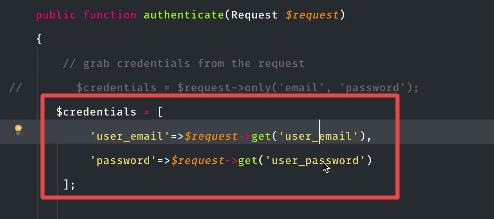 public function authenticate(Request $request)
{
// grab credentials from the request
// $credentials = $request->only('email', 'password');
$credentials = [
'user_email'=>$request->get('user_email'),
'password'=>$request->get('user_password')
];